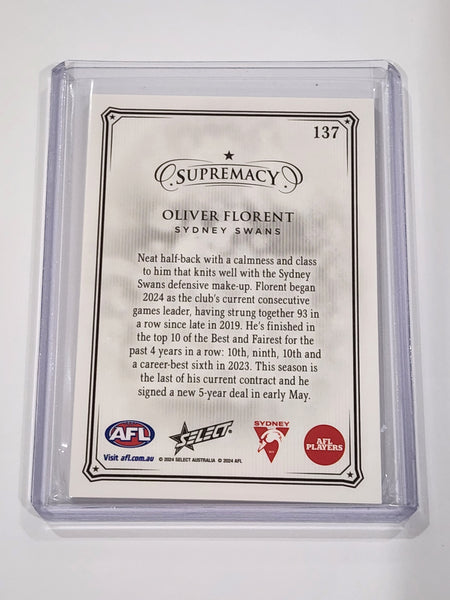 137
SUPREMACY
OLIVER FLORENT
SYDNEY SWANS
Neat half-back with a calmness and class
to him that knits well with the Sydney
Swans defensive make-up. Florent began
2024 as the club's current consecutive
games leader, having strung together 93 in
a row since late in 2019. He's finished in
the top 10 of the Best and Fairest for the
past 4 years in a row: 10th, ninth, 10th and
a career-best sixth in 2023. This season is
the last of his current contract and he
signed a new 5-year deal in early May.
AFL
SELECT
SYDNEY
AFL
PLAYERS
Visit afl.com.au
© 2024 SELECT AUSTRALIA © 2024 AFL